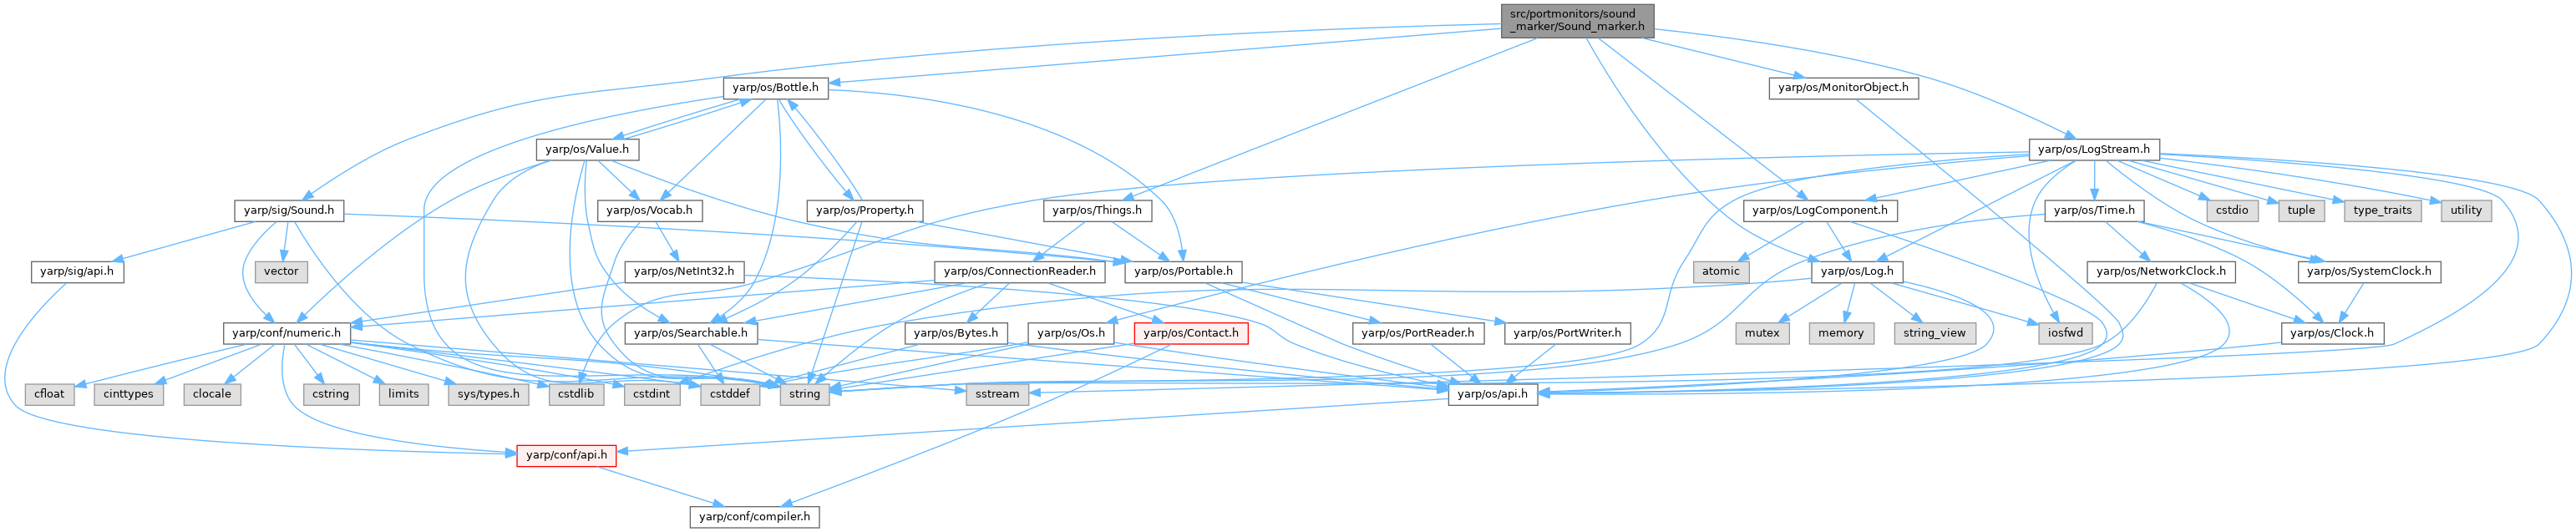 src/portmonitors/sound
_marker/Sound_marker.h
yarp/os/Bottle.h
yarp/os/MonitorObject.h
yarp/os/Value.h
yarp/os/LogStream.h
yarp/sig/Sound.h
yarp/os/Vocab.h
yarp/os/Property.h
yarp/os/Things.h
yarp/os/LogComponent.h
yarp/os/Time.h
cstdio
tuple
type_traits
utility
yarp/sig/api.h
vector
yarp/os/NetInt32.h
yarp/os/ConnectionReader.h
yarp/os/Portable.h
atomic
yarp/os/Log.h
yarp/os/NetworkClock.h
yarp/os/SystemClock.h
yarp/conf/numeric.h
yarp/os/Searchable.h
yarp/os/Bytes.h
yarp/os/Os.h
yarp/os/Contact.h
yarp/os/PortReader.h
yarp/os/PortWriter.h
mutex
memory
string_view
iosfwd
yarp/os/Clock.h
cfloat
cinttypes
clocale
cstring
limits
sys/types.h
cstdlib
cstdint
cstddef
string
sstream
yarp/os/api.h
yarp/conf/api.h
yarp/conf/compiler.h